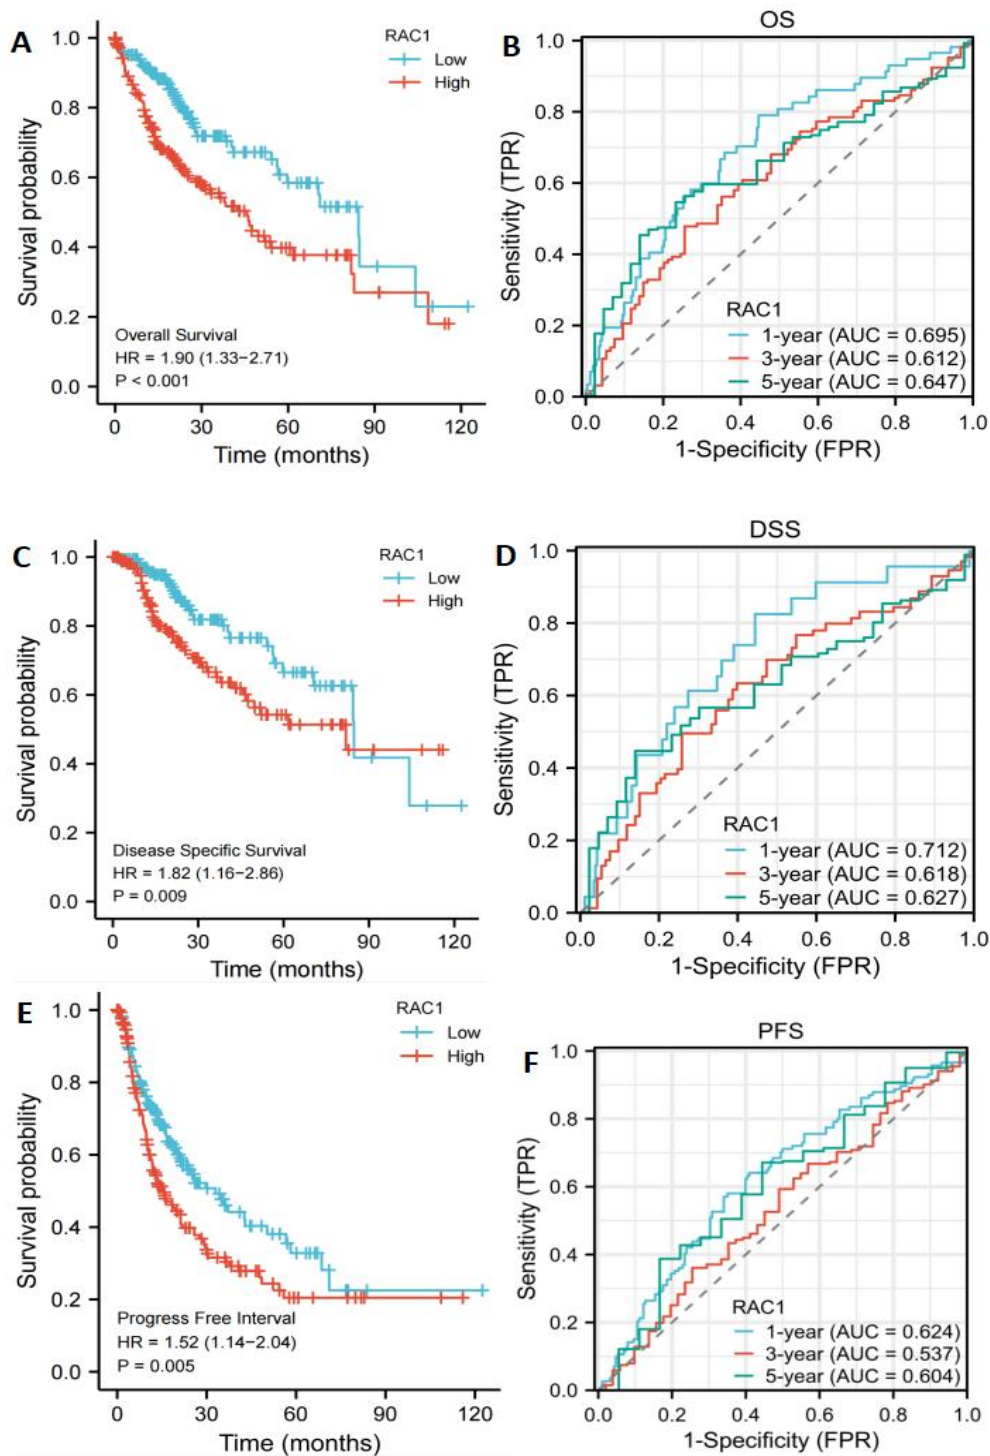 A
RAC1
Low
High
Survival probability
1.0
0.8
0.6
0.4
0.2
0.0
Overall Survival
HR = 1.90 (1.33−2.71)
P < 0.001
0 30 60 90 120
Time (months)
B
OS
Sensitivity (TPR)
1.0
0.8
0.6
0.4
0.2
0.0
RAC1
1-year (AUC = 0.695)
3-year (AUC = 0.612)
5-year (AUC = 0.647)
0.0 0.2 0.4 0.6 0.8 1.0
1-Specificity (FPR)
C
RAC1
Low
High
Survival probability
1.0
0.8
0.6
0.4
0.2
0.0
Disease Specific Survival
HR = 1.82 (1.16−2.86)
P = 0.009
0 30 60 90 120
Time (months)
D
DSS
Sensitivity (TPR)
1.0
0.8
0.6
0.4
0.2
0.0
RAC1
1-year (AUC = 0.712)
3-year (AUC = 0.618)
5-year (AUC = 0.627)
0.0 0.2 0.4 0.6 0.8 1.0
1-Specificity (FPR)
E
RAC1
Low
High
Survival probability
1.0
0.8
0.6
0.4
0.2
0.0
Progress Free Interval
HR = 1.52 (1.14−2.04)
P = 0.005
0 30 60 90 120
Time (months)
F
PFS
Sensitivity (TPR)
1.0
0.8
0.6
0.4
0.2
0.0
RAC1
1-year (AUC = 0.624)
3-year (AUC = 0.537)
5-year (AUC = 0.604)
0.0 0.2 0.4 0.6 0.8 1.0
1-Specificity (FPR)